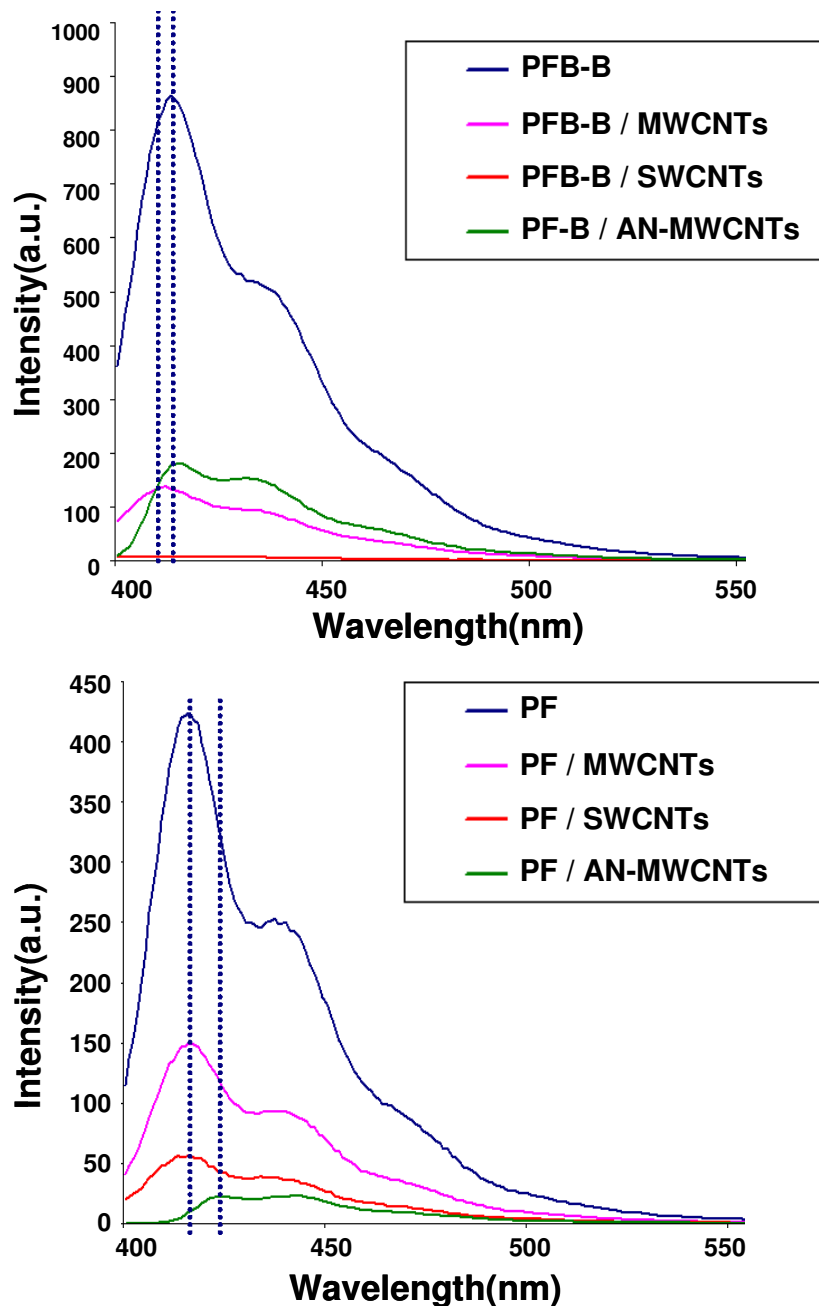 1000
900
800
700
600
500
400
300
200
100
0
Intensity(a.u.)
400
450
500
550
Wavelength(nm)
PFB-B
PFB-B / MWCNTs
PFB-B / SWCNTs
PF-B / AN-MWCNTs
450
400
350
300
250
200
150
100
50
0
Intensity(a.u.)
400
450
500
550
Wavelength(nm)
PF
PF / MWCNTs
PF / SWCNTs
PF / AN-MWCNTs